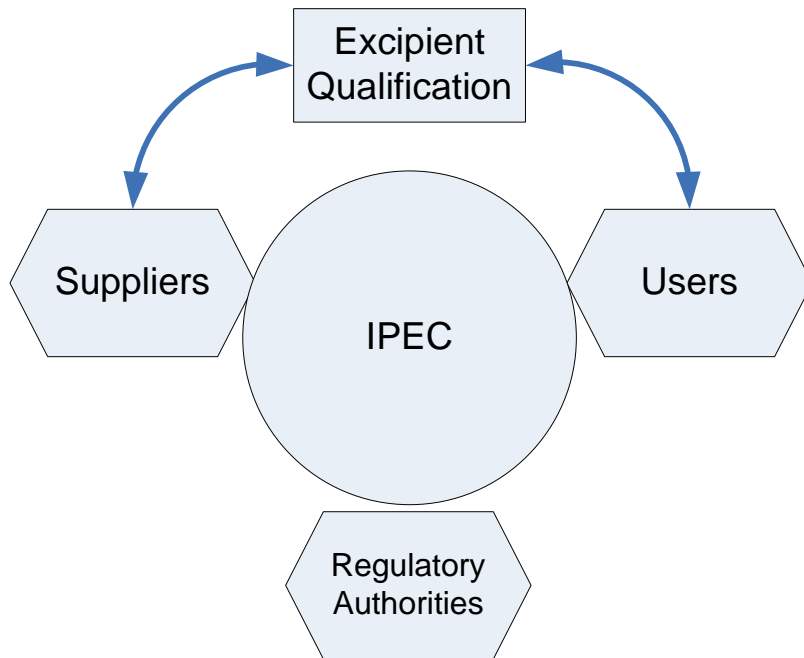 Excipient
Qualification
Suppliers
Users
IPEC
Regulatory
Authorities